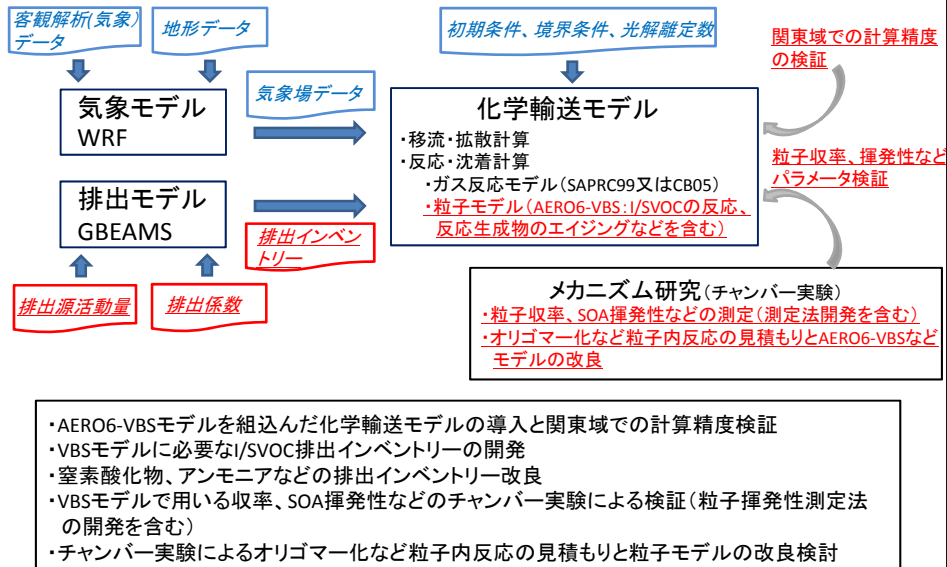 客観解析(気象)
データ
地形データ
初期条件、境界条件、光解離定数
関東域での計算精度
の検証
気象モデル
WRF
気象場データ
化学輸送モデル
・移流・拡散計算
・反応・沈着計算
・ガス反応モデル（SAPRC99又はCB05）
・粒子モデル（AERO6-VBS：I/SVOCの反応、
反応生成物のエイジングなどを含む）
粒子収率、揮発性など
パラメータ検証
排出モデル
GBEAMS
排出インベン
トリー
排出源活動量
排出係数
メカニズム研究（チャンバー実験）
・粒子収率、SOA揮発性などの測定（測定法開発を含む）
・オリゴマー化など粒子内反応の見積もりとAERO6-VBSなど
モデルの改良
・AERO6-VBSモデルを組込んだ化学輸送モデルの導入と関東域での計算精度検証
・VBSモデルに必要なI/SVOC排出インベントリーの開発
・窒素酸化物、アンモニアなどの排出インベントリー改良
・VBSモデルで用いる収率、SOA揮発性などのチャンバー実験による検証（粒子揮発性測定法
の開発を含む）
・チャンバー実験によるオリゴマー化など粒子内反応の見積もりと粒子モデルの改良検討